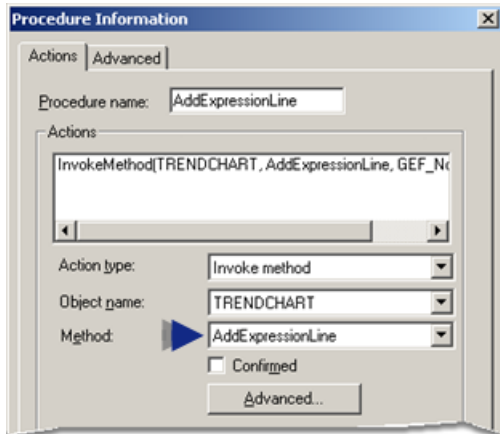 Procedure Information
Actions
Advanced
Procedure name: AddExpressionLine
Actions
InvokeMethod(TRENDCHART, AddExpressionLine, GEF_Nc
Action type: Invoke method
Object name: TRENDCHART
Method: AddExpressionLine
Confirmed
Advanced...